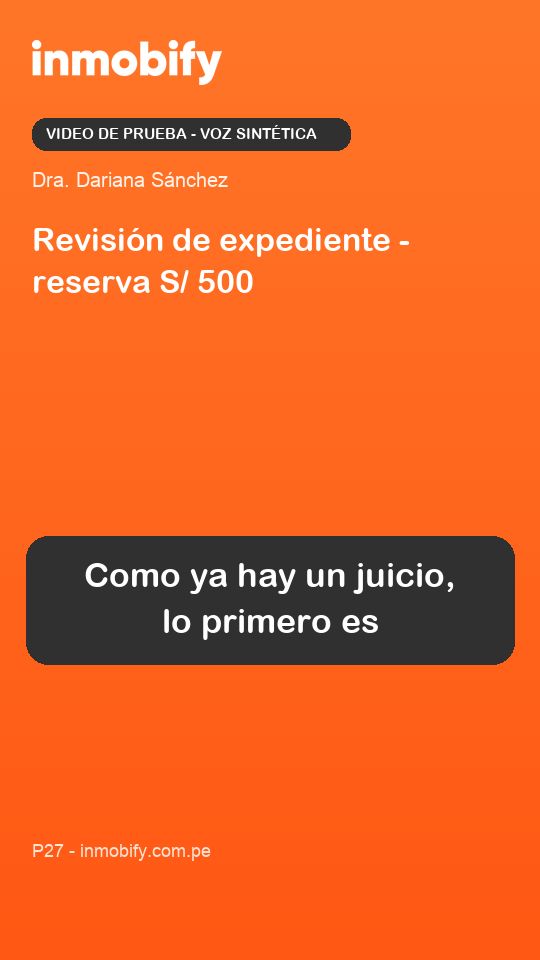 inmobify
VIDEO DE PRUEBA - VOZ SINTÉTICA
Dra. Dariana Sánchez
Revisión de expediente -
reserva S/ 500
Como ya hay un juicio,
lo primero es
P27 - inmobify.com.pe